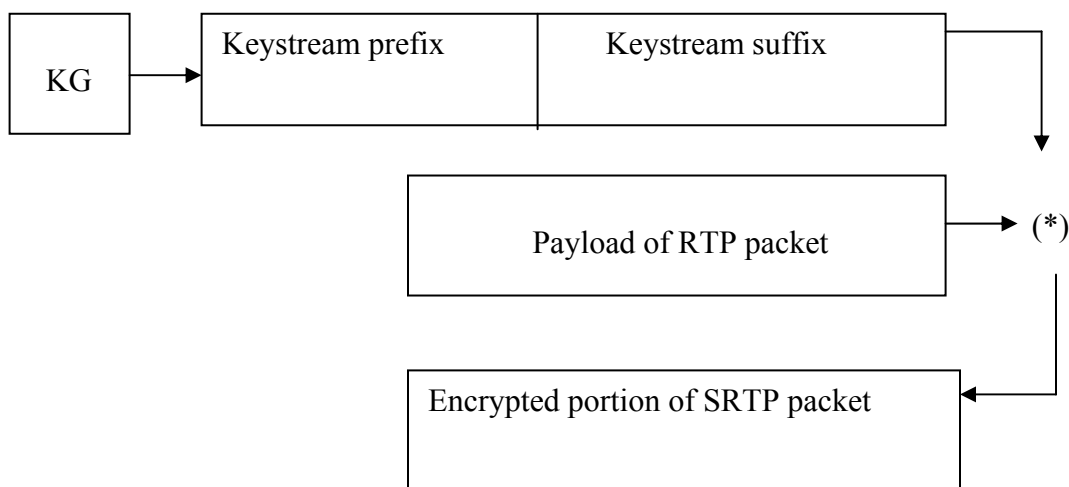 Keystream prefix
Keystream suffix
KG
Payload of RTP packet
(*)
Encrypted portion of SRTP packet